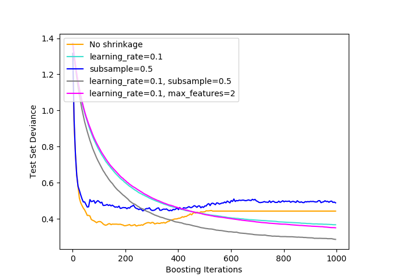 No shrinkage
learning_rate=0.1
subsample=0.5
learning_rate=0.1, subsample=0.5
learning_rate=0.1, max_features=2
Test Set Deviance
1.4
1.2
1.0
0.8
0.6
0.4
0
200
400
600
800
1000
Boosting Iterations